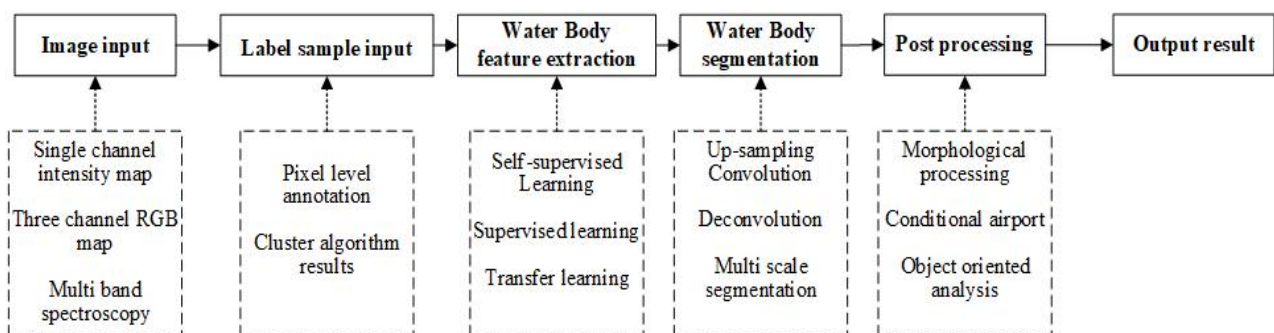 Image input
Label sample input
Water Body
feature extraction
Water Body
segmentation
Post processing
Output result
Single channel
intensity map
Three channel RGB
map
Multi band
spectroscopy
Pixel level
annotation
Cluster algorithm
results
Self-supervised
Learning
Supervised learning
Transfer learning
Up-sampling
Convolution
Deconvolution
Multi scale
segmentation
Morphological
processing
Conditional airport
Object oriented
analysis